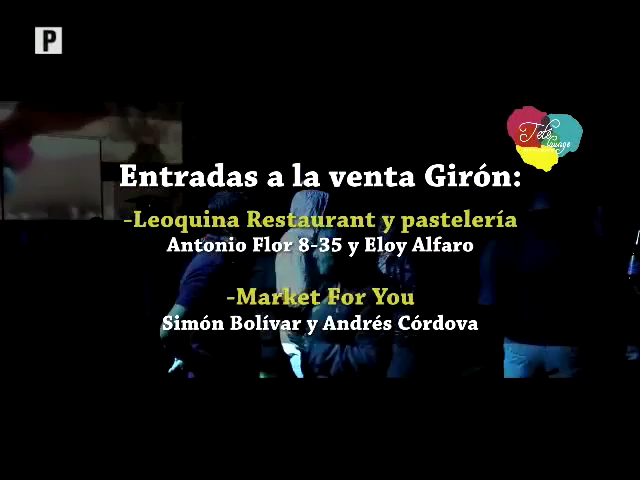 P
Tele
Entradas a la venta Girón:
-Leoquina Restaurant y pastelería
Antonio Flor 8-35 y Eloy Alfaro
-Market For You
Simón Bolívar y Andrés Córdova